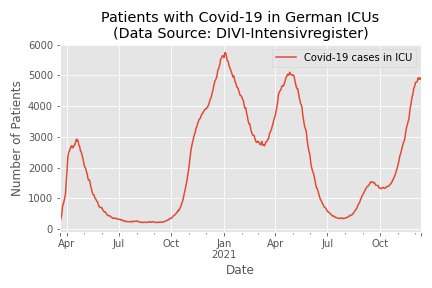 Patients with Covid-19 in German ICUs
(Data Source: DIVI-Intensivregister)
6000
5000
4000
3000
2000
1000
0
Number of Patients
Covid-19 cases in ICU
Apr Jul Oct Jan Apr Jul Oct
2021
Date